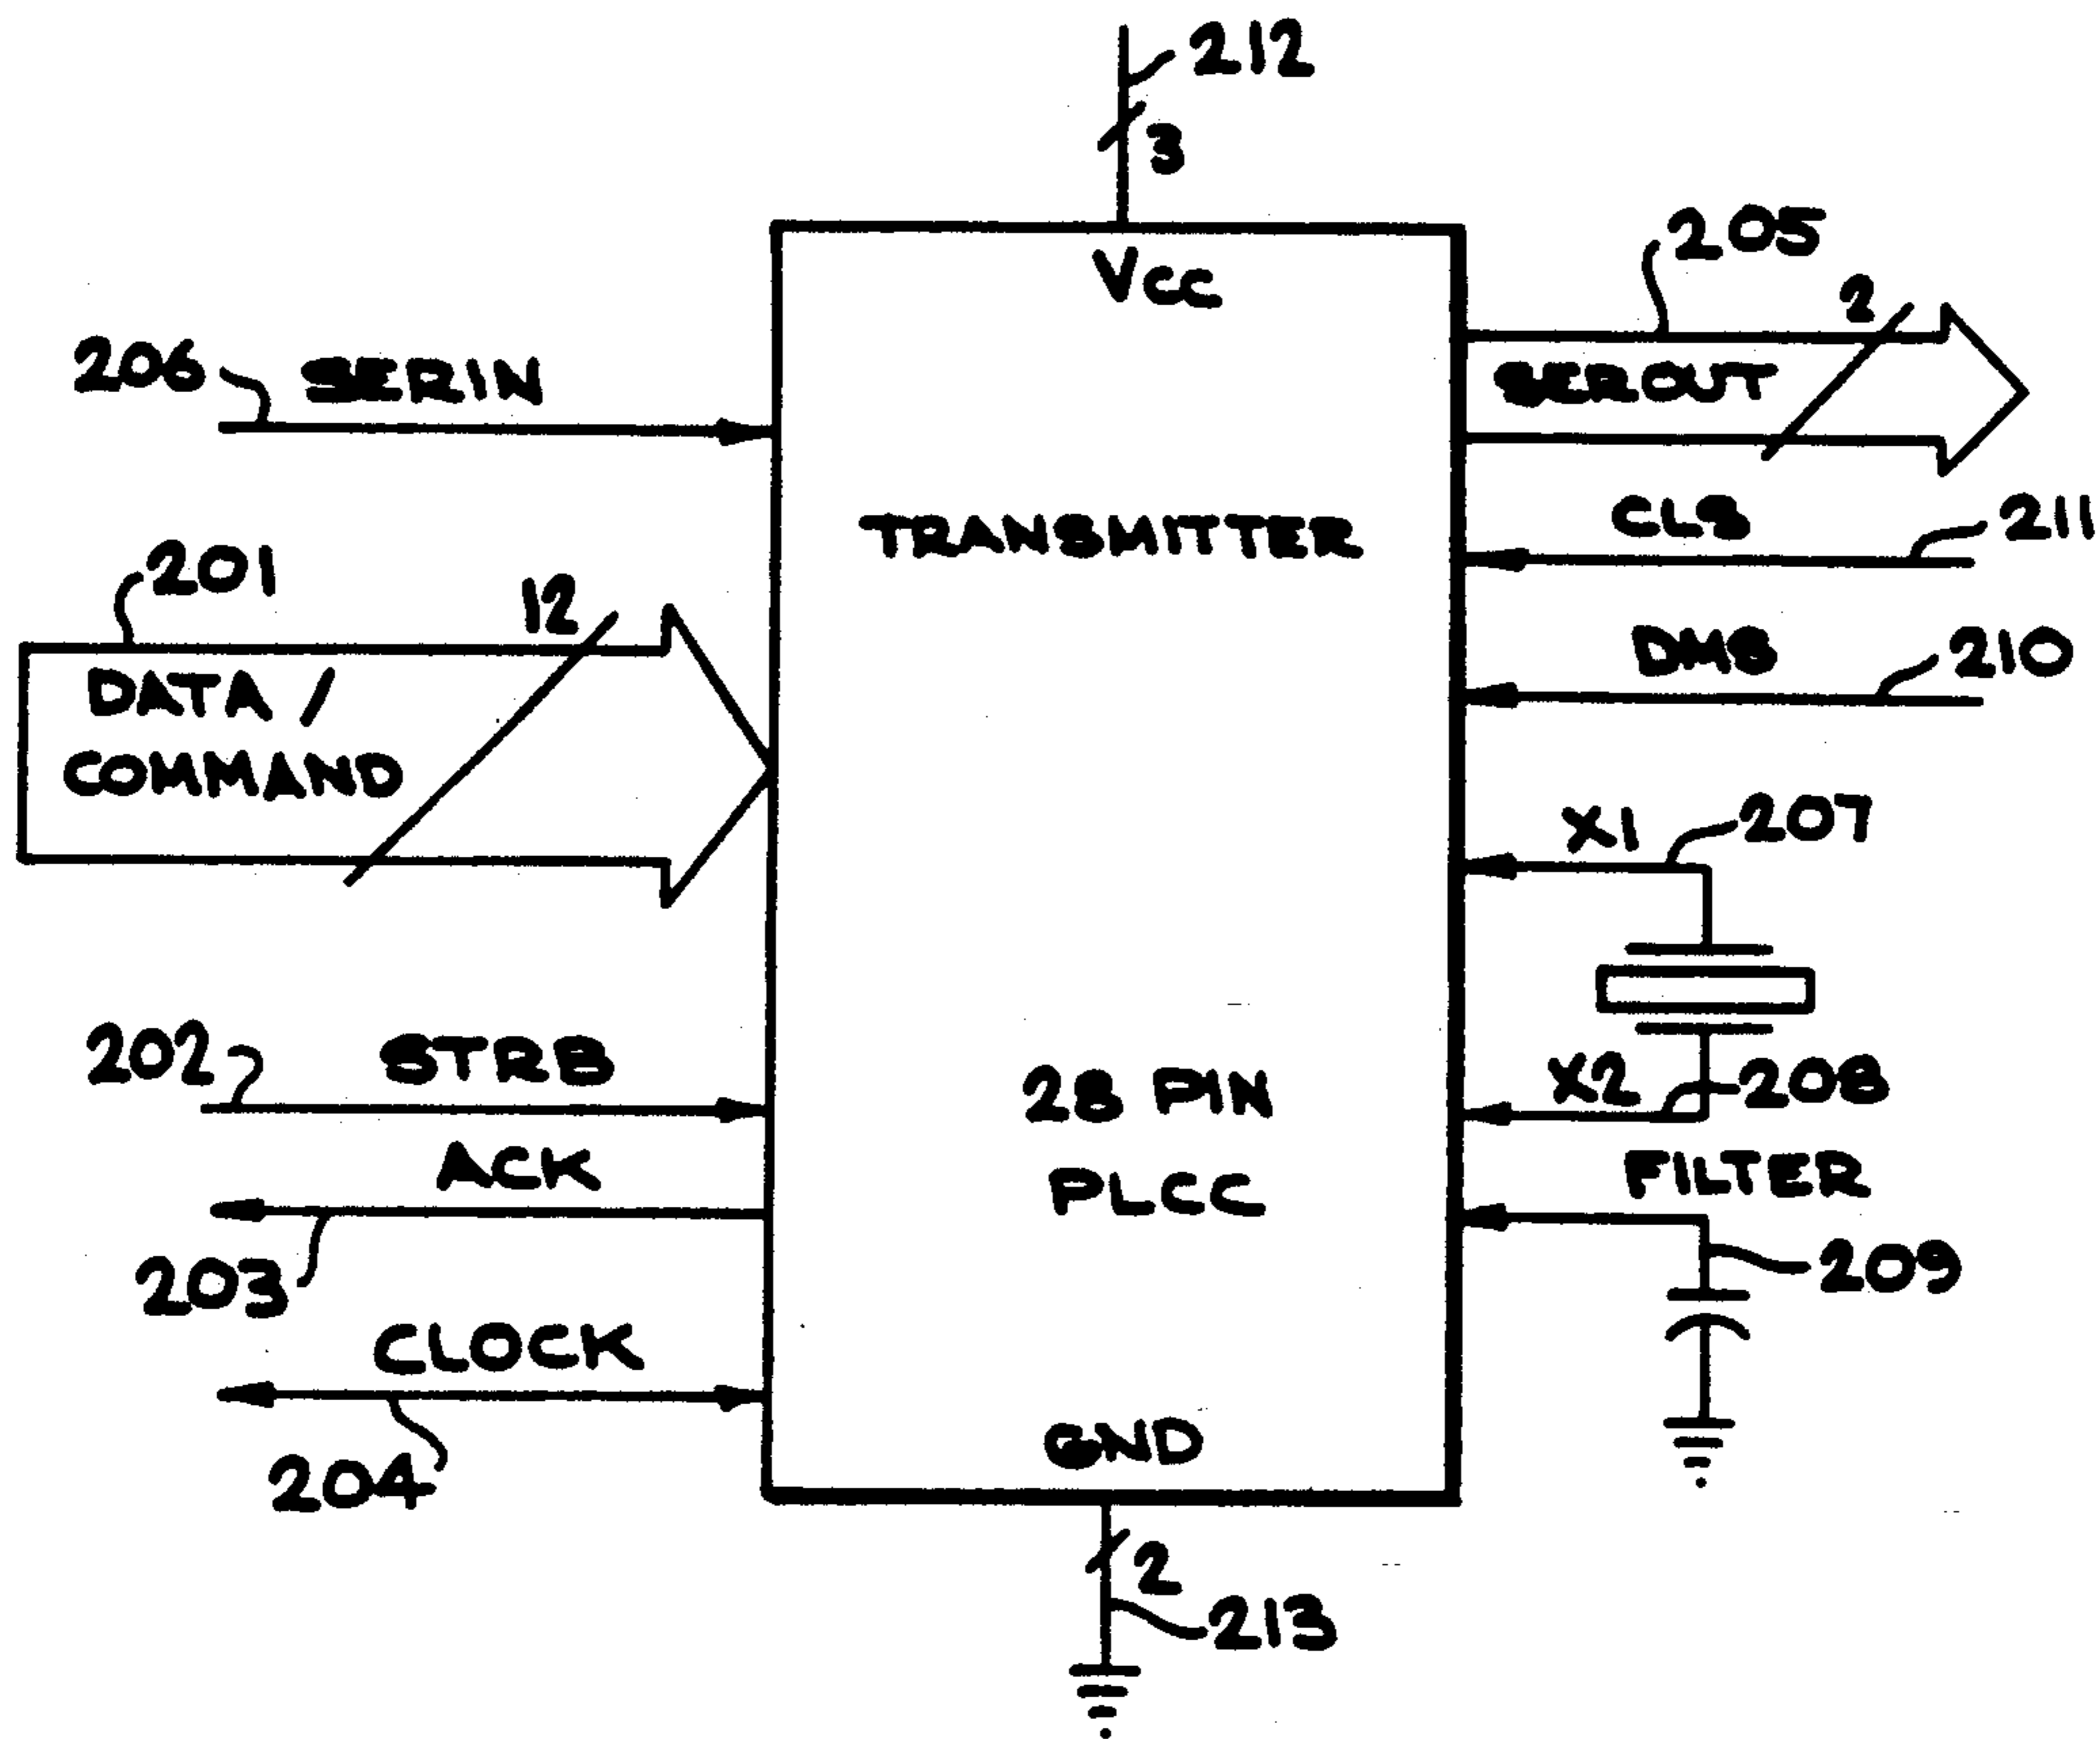 212
3
VCC
205
2
206
SERIN
SEROUT
TRANSMITTER
CLS
211
201
12
DATA /
COMMAND
DMS
210
X1
207
202
STRB
28 PIN
PLCC
X2
208
ACK
FILTER
203
209
CLOCK
204
GND
2
213